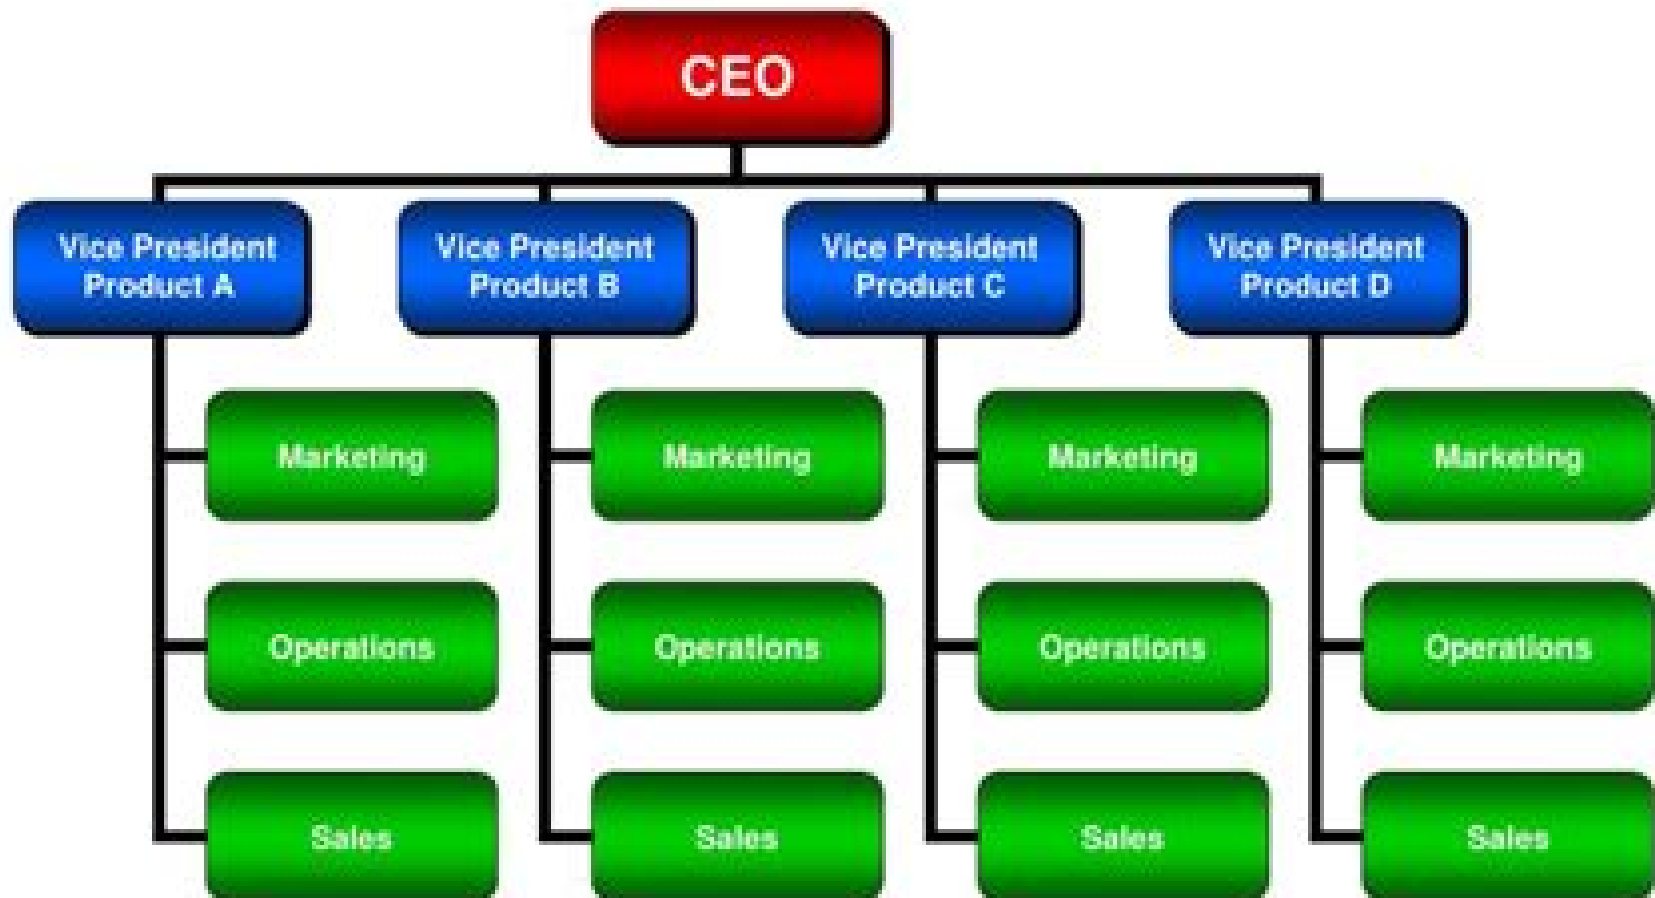 CEO
Vice President
Product A
Vice President
Product B
Vice President
Product C
Vice President
Product D
Marketing
Marketing
Marketing
Marketing
Operations
Operations
Operations
Operations
Sales
Sales
Sales
Sales